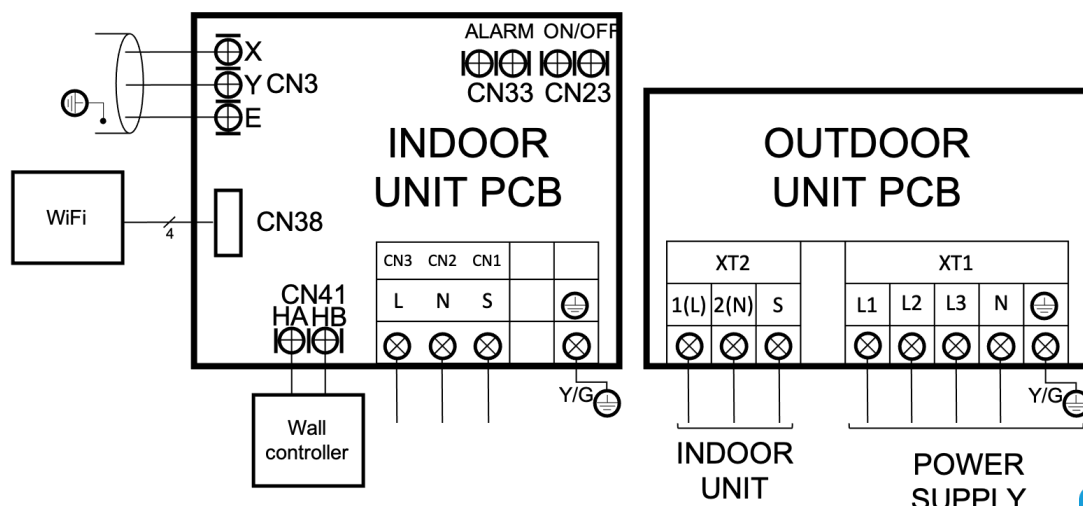 ALARM ON/OFF
X
Y CN3
E
CN33 CN23
INDOOR
UNIT PCB
WiFi
4
CN38
CN3 CN2 CN1
L N S
CN41
HA HB
Y/G
Wall
controller
OUTDOOR
UNIT PCB
XT2 XT1
1(L) 2(N) S L1 L2 L3 N
Y/G
INDOOR
UNIT
POWER
SUPPLY